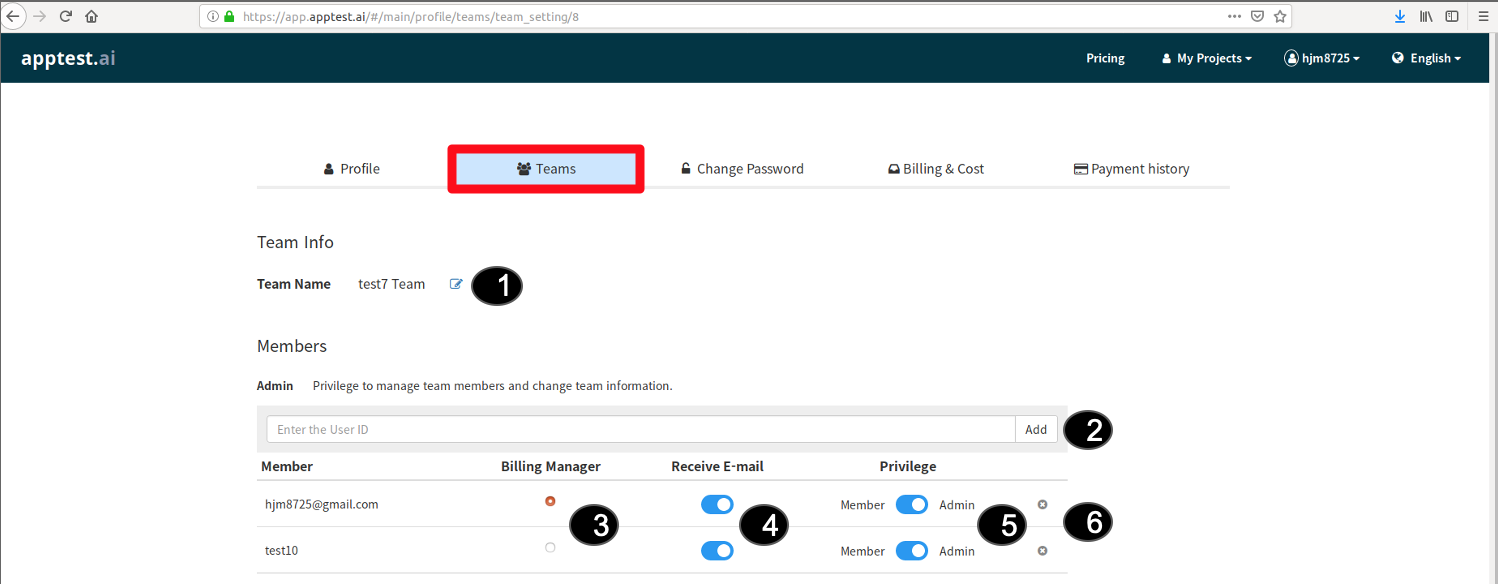 https://app.apptest.ai/#/main/profile/teams/team_setting/8
apptest.ai
Pricing
My Projects
hjm8725
English
Profile
Teams
Change Password
Billing & Cost
Payment history
Team Info
Team Name test7 Team
1
Members
Admin Privilege to manage team members and change team information.
Enter the User ID Add
2
Member Billing Manager Receive E-mail Privilege
hjm8725@gmail.com Member Admin
3 4 5 6
test10 Member Admin